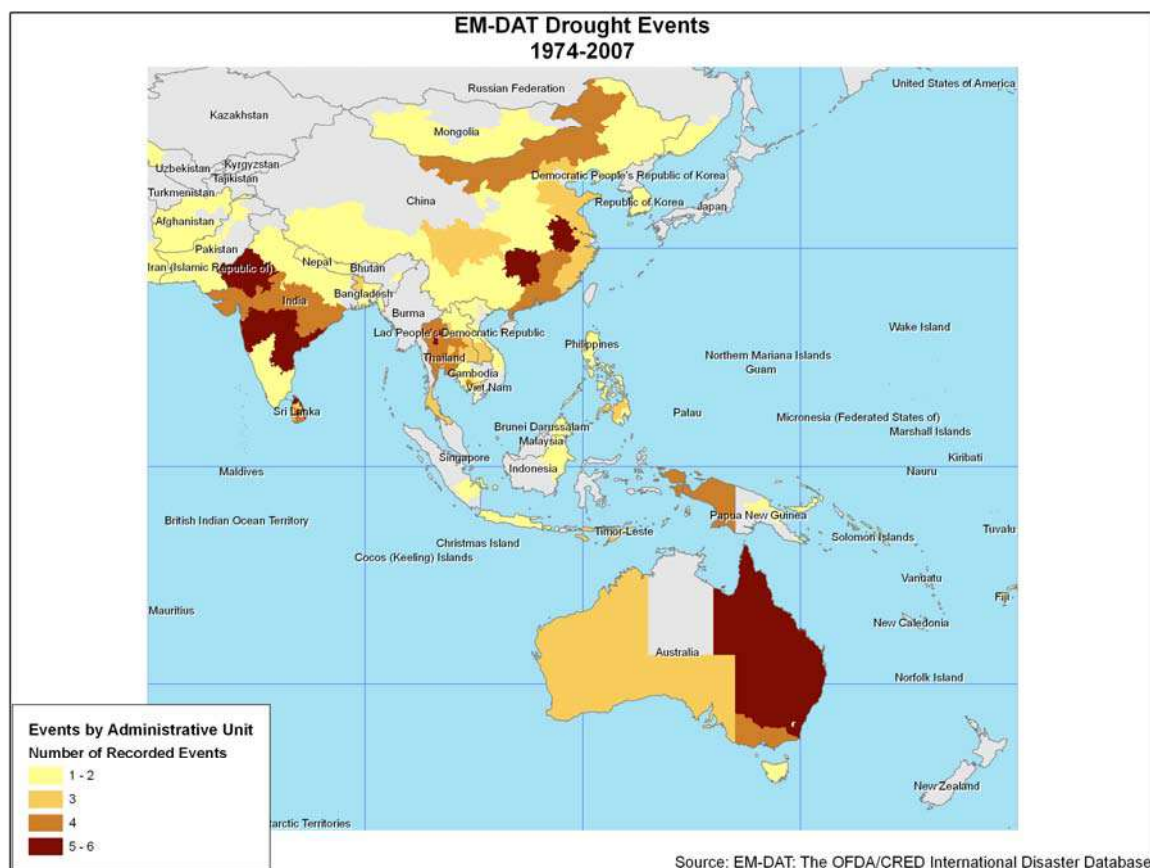 EM-DAT Drought Events
1974-2007
United States of America
Russian Federation
Kazakhstan
Mongolia
Uzbekistan
Kyrgyzstan
Tajikistan
Turkmenistan
Democratic People's Republic of Korea
China
Republic of Korea
Japan
Afghanistan
Pakistan
Iran (Islamic Republic of)
Nepal
Bhutan
India
Bangladesh
Burma
Lao People's Democratic Republic
Wake Island
Philippines
Thailand
Northern Mariana Islands
Guam
Cambodia
Viet Nam
Sri Lanka
Palau
Micronesia (Federated States of)
Marshall Islands
Brunei Darussalam
Malaysia
Singapore
Kiribati
Maldives
Indonesia
Nauru
Papua New Guinea
British Indian Ocean Territory
Timor-Leste
Solomon Islands
Tuvalu
Christmas Island
Cocos (Keeling) Islands
Vanuatu
Fiji
Mauritius
New Caledonia
Australia
Norfolk Island
New Zealand
Events by Administrative Unit
Number of Recorded Events
1 - 2
3
4
5 - 6
tarctic Territories
Source: EM-DAT: The OFDA/CRED International Disaster Database